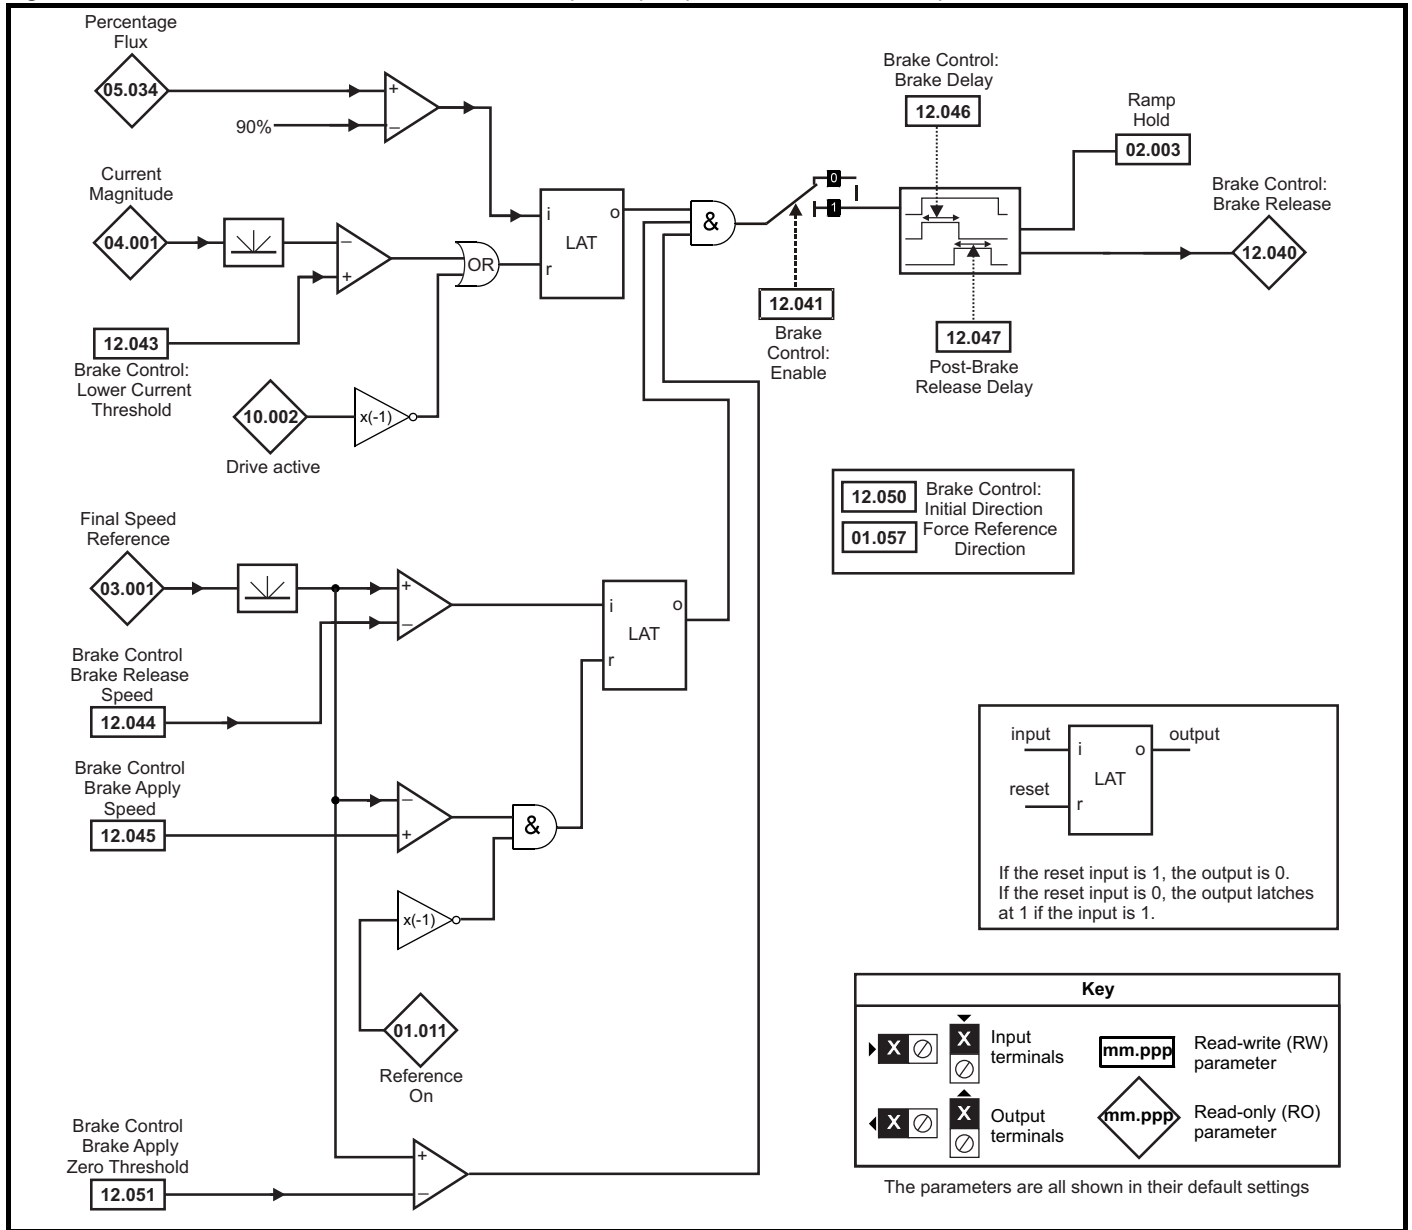 Percentage
Flux
05.034
90%
+
–
Current
Magnitude
04.001
–
+
12.043
Brake Control:
Lower Current
Threshold
10.002
Drive active
x(-1)
OR
i
o
LAT
r
&
0
1
12.041
Brake
Control:
Enable
Brake Control:
Brake Delay
12.046
12.047
Post-Brake
Release Delay
Ramp
Hold
02.003
Brake Control:
Brake Release
12.040
12.050
Brake Control:
Initial Direction
01.057
Force Reference
Direction
Final Speed
Reference
03.001
+
–
Brake Control
Brake Release
Speed
12.044
i
o
LAT
r
Brake Control
Brake Apply
Speed
12.045
–
+
&
x(-1)
01.011
Reference
On
Brake Control
Brake Apply
Zero Threshold
12.051
+
–
input
output
i
o
LAT
reset
r
If the reset input is 1, the output is 0.
If the reset input is 0, the output latches
at 1 if the input is 1.
Key
X
X
Input
terminals
mm.ppp
Read-write (RW)
parameter
X
X
Output
terminals
mm.ppp
Read-only (RO)
parameter
The parameters are all shown in their default settings